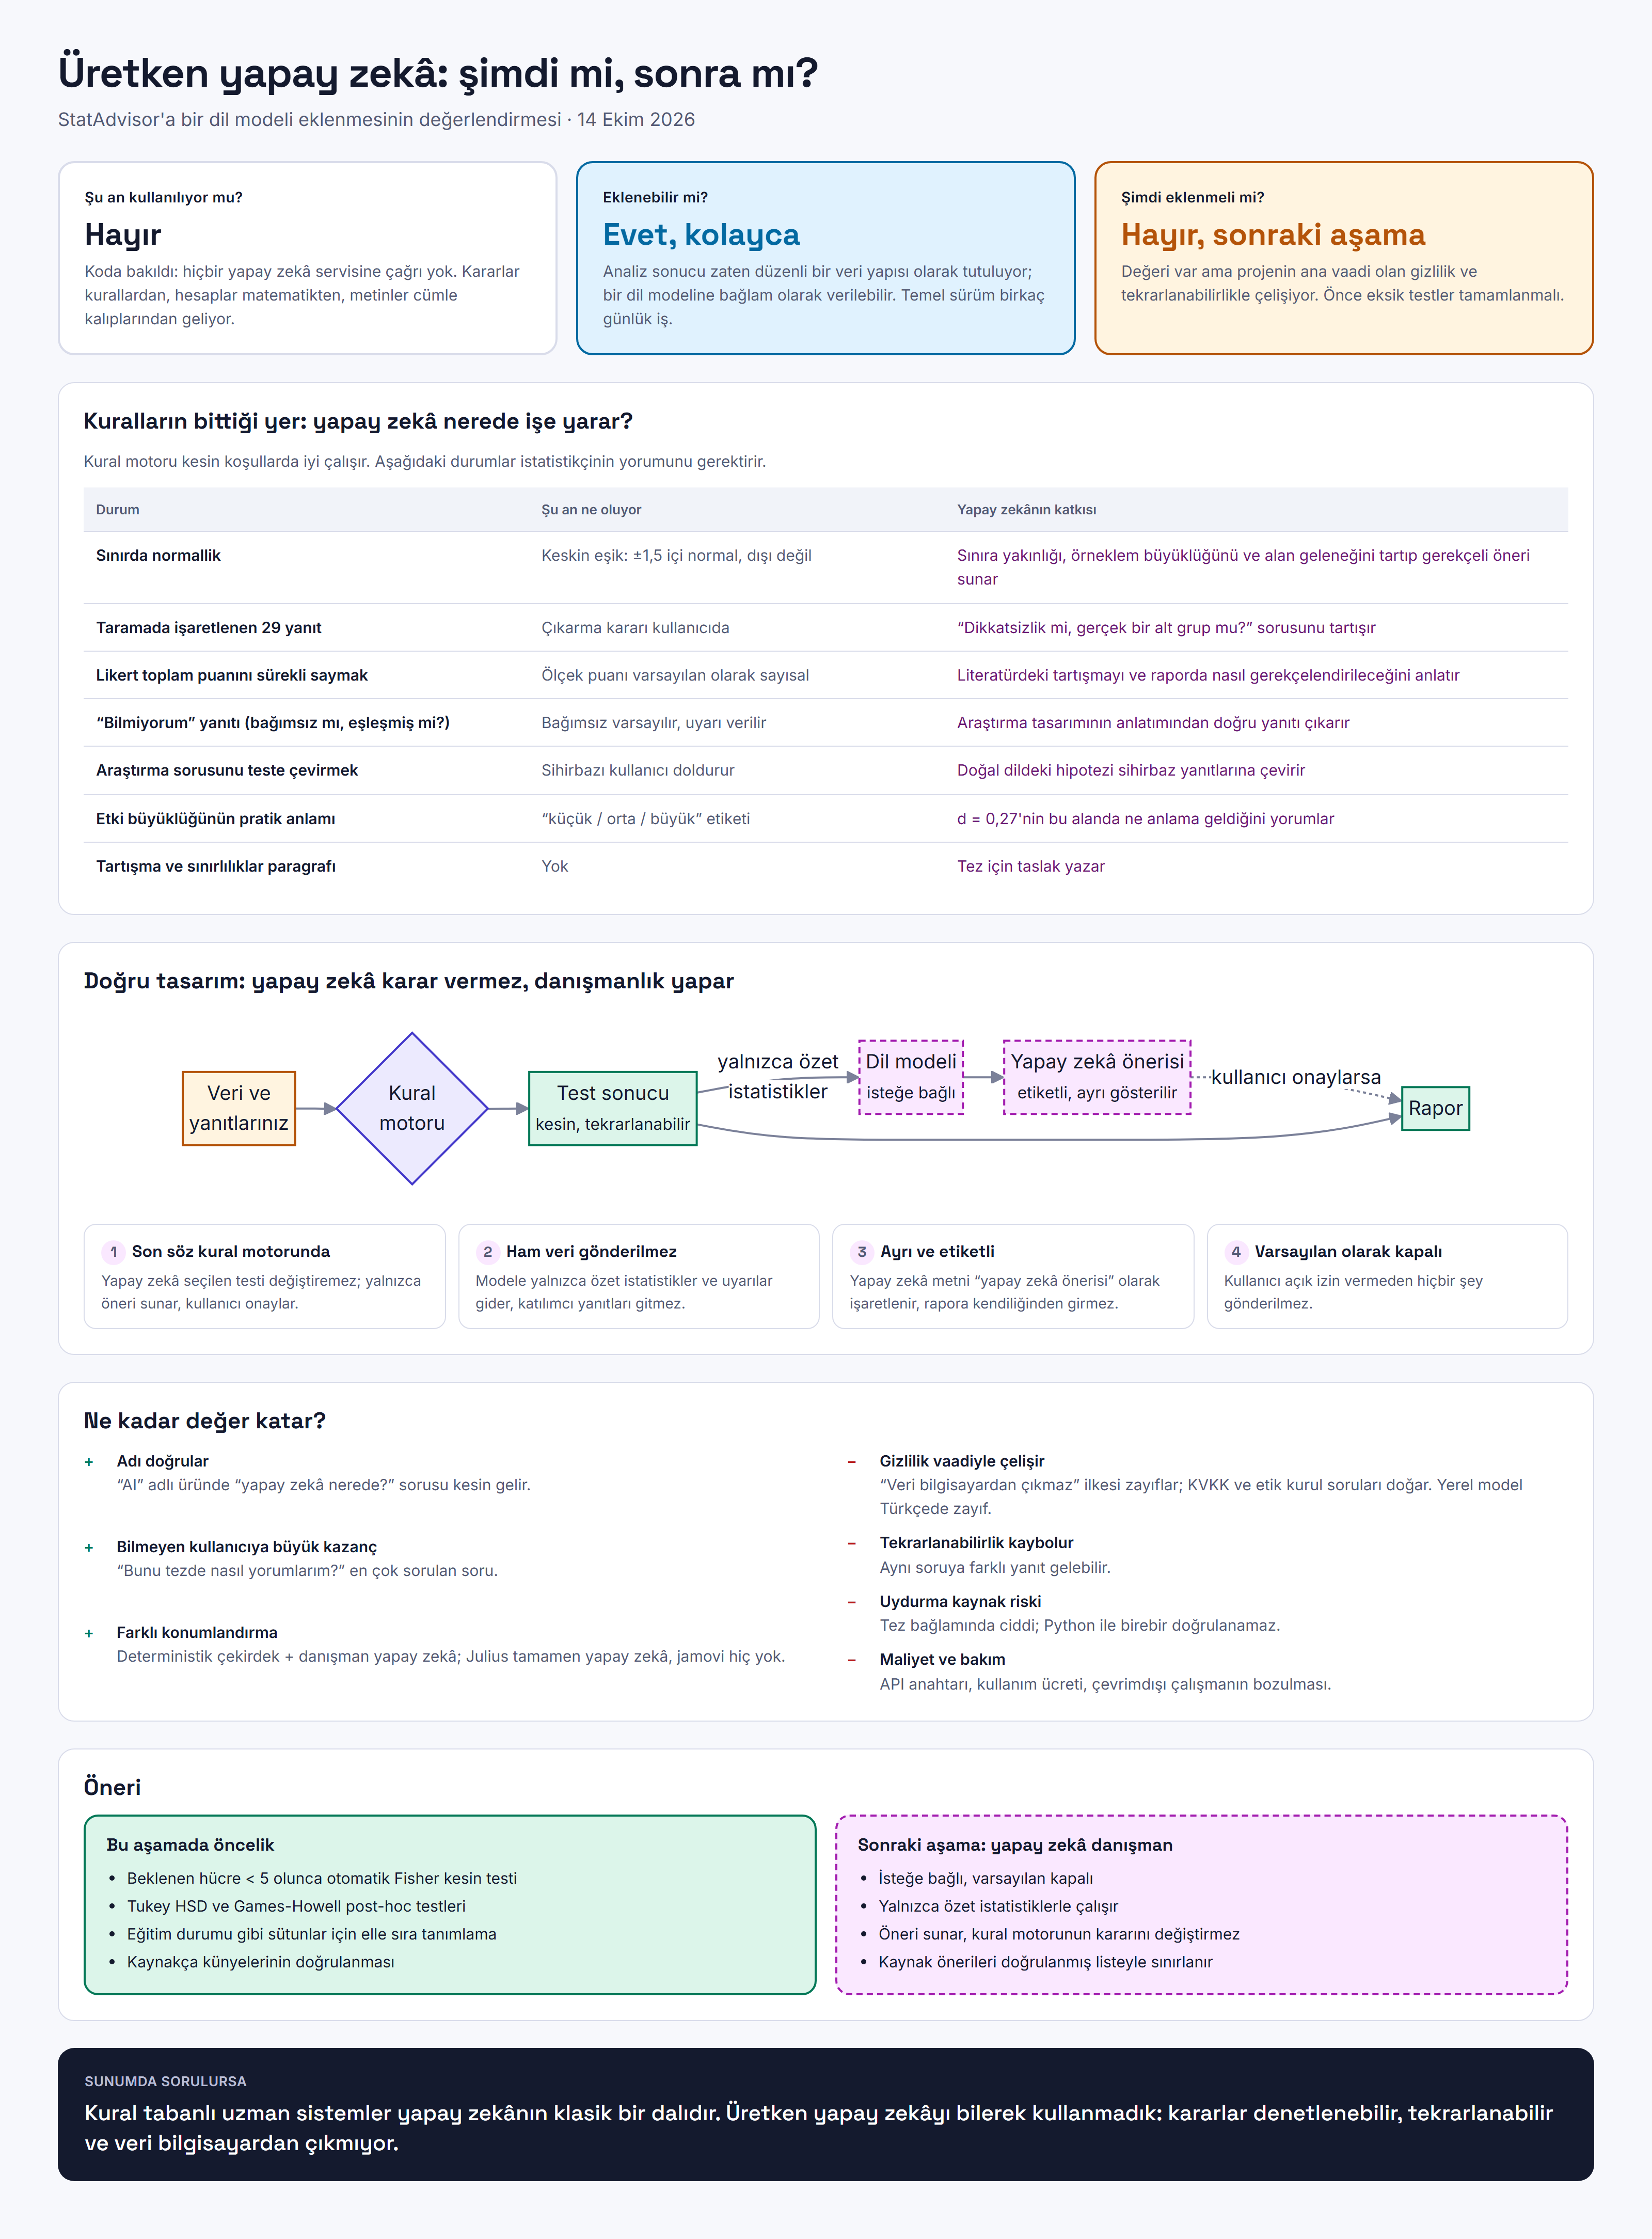 Üretken yapay zekâ: şimdi mi, sonra mı?
StatAdvisor'a bir dil modeli eklenmesinin değerlendirmesi · 14 Ekim 2026
Şu an kullanılıyor mu?
Hayır
Koda bakıldı: hiçbir yapay zekâ servisine çağrı yok. Kararlar
kurallardan, hesaplar matematikten, metinler cümle
kalıplarından geliyor.
Eklenebilir mi?
Evet, kolayca
Analiz sonucu zaten düzenli bir veri yapısı olarak tutuluyor;
bir dil modeline bağlam olarak verilebilir. Temel sürüm birkaç
günlük iş.
Şimdi eklenmeli mi?
Hayır, sonraki aşama
Değeri var ama projenin ana vaadi olan gizlilik ve
tekrarlanabilirlikle çelişiyor. Önce eksik testler tamamlanmalı.
Kuralların bittiği yer: yapay zekâ nerede işe yarar?
Kural motoru kesin koşullarda iyi çalışır. Aşağıdaki durumlar istatistikçinin yorumunu gerektirir.
Durum
Şu an ne oluyor
Yapay zekânın katkısı
Sınırda normallik
Keskin eşik: ±1,5 içi normal, dışı değil
Sınıra yakınlığı, örneklem büyüklüğünü ve alan geleneğini tartıp gerekçeli öneri
sunar
Taramada işaretlenen 29 yanıt
Çıkarma kararı kullanıcıda
“Dikkatsizlik mi, gerçek bir alt grup mu?” sorusunu tartışır
Likert toplam puanını sürekli saymak
Ölçek puanı varsayılan olarak sayısal
Literatürdeki tartışmayı ve raporda nasıl gerekçelendirileceğini anlatır
“Bilmiyorum” yanıtı (bağımsız mı, eşleşmiş mi?)
Bağımsız varsayılır, uyarı verilir
Araştırma tasarımının anlatımından doğru yanıtı çıkarır
Araştırma sorusunu teste çevirmek
Sihirbazı kullanıcı doldurur
Doğal dildeki hipotezi sihirbaz yanıtlarına çevirir
Etki büyüklüğünün pratik anlamı
“küçük / orta / büyük” etiketi
d = 0,27'nin bu alanda ne anlama geldiğini yorumlar
Tartışma ve sınırlılıklar paragrafı
Yok
Tez için taslak yazar
Doğru tasarım: yapay zekâ karar vermez, danışmanlık yapar
Veri ve
yanıtlarınız
Kural
motoru
Test sonucu
kesin, tekrarlanabilir
yalnızca özet
istatistikler
Dil modeli
isteğe bağlı
Yapay zekâ önerisi
etiketli, ayrı gösterilir
kullanıcı onaylarsa
Rapor
1 Son söz kural motorunda
Yapay zekâ seçilen testi değiştiremez; yalnızca
öneri sunar, kullanıcı onaylar.
2 Ham veri gönderilmez
Modele yalnızca özet istatistikler ve uyarılar
gider, katılımcı yanıtları gitmez.
3 Ayrı ve etiketli
Yapay zekâ metni “yapay zekâ önerisi” olarak
işaretlenir, rapora kendiliğinden girmez.
4 Varsayılan olarak kapalı
Kullanıcı açık izin vermeden hiçbir şey
gönderilmez.
Ne kadar değer katar?
+ Adı doğrular
“AI” adlı üründe “yapay zekâ nerede?” sorusu kesin gelir.
+ Bilmeyen kullanıcıya büyük kazanç
“Bunu tezde nasıl yorumlarım?” en çok sorulan soru.
+ Farklı konumlandırma
Deterministik çekirdek + danışman yapay zekâ; Julius tamamen yapay zekâ, jamovi hiç yok.
– Gizlilik vaadiyle çelişir
“Veri bilgisayardan çıkmaz” ilkesi zayıflar; KVKK ve etik kurul soruları doğar. Yerel model
Türkçede zayıf.
– Tekrarlanabilirlik kaybolur
Aynı soruya farklı yanıt gelebilir.
– Uydurma kaynak riski
Tez bağlamında ciddi; Python ile birebir doğrulanamaz.
– Maliyet ve bakım
API anahtarı, kullanım ücreti, çevrimdışı çalışmanın bozulması.
Öneri
Bu aşamada öncelik
• Beklenen hücre < 5 olunca otomatik Fisher kesin testi
• Tukey HSD ve Games-Howell post-hoc testleri
• Eğitim durumu gibi sütunlar için elle sıra tanımlama
• Kaynakça künyelerinin doğrulanması
Sonraki aşama: yapay zekâ danışman
• İsteğe bağlı, varsayılan kapalı
• Yalnızca özet istatistiklerle çalışır
• Öneri sunar, kural motorunun kararını değiştirmez
• Kaynak önerileri doğrulanmış listeyle sınırlanır
SUNUMDA SORULURSA
Kural tabanlı uzman sistemler yapay zekânın klasik bir dalıdır. Üretken yapay zekâyı bilerek kullanmadık: kararlar denetlenebilir, tekrarlanabilir
ve veri bilgisayardan çıkmıyor.